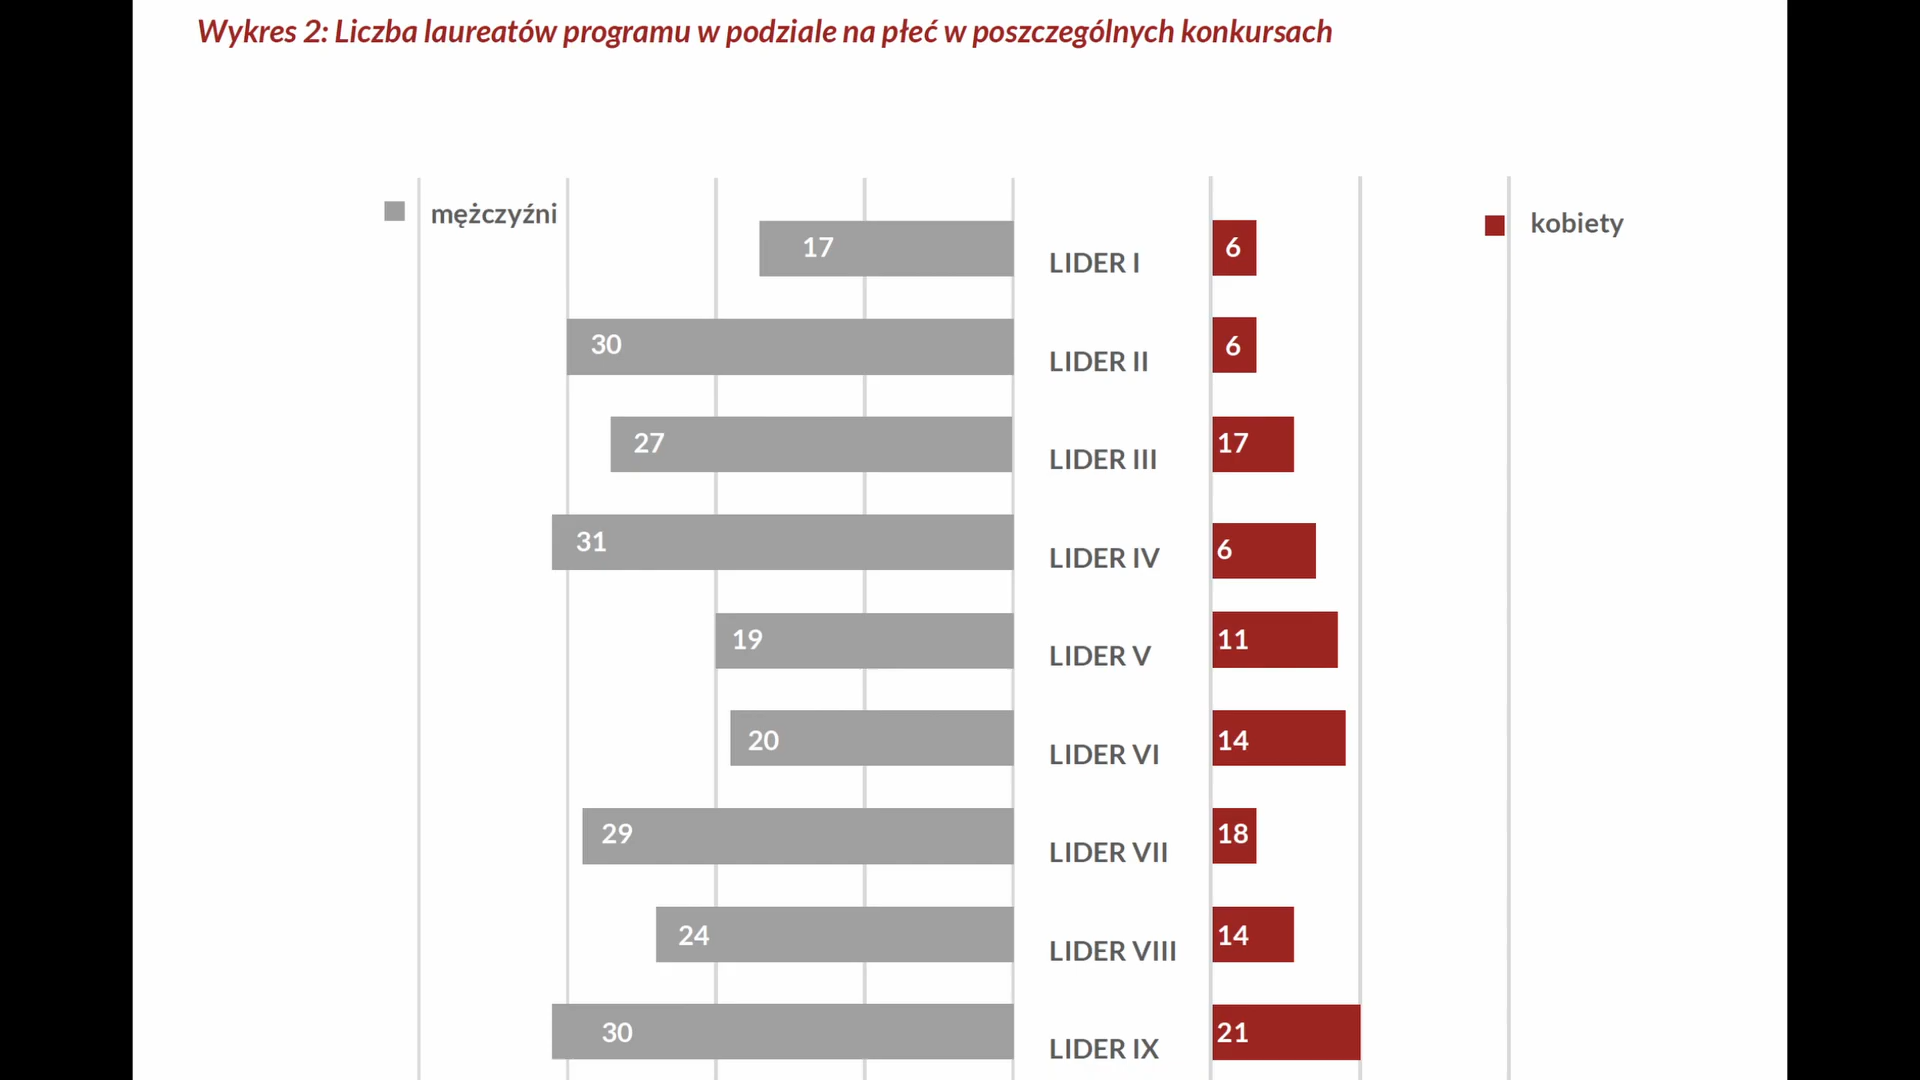 Wykres 2: Liczba laureatów programu w podziale na płeć w poszczególnych konkursach
mężczyźni
kobiety
17 LIDER I 6
30 LIDER II 6
27 LIDER III 17
31 LIDER IV 6
19 LIDER V 11
20 LIDER VI 14
29 LIDER VII 18
24 LIDER VIII 14
30 LIDER IX 21